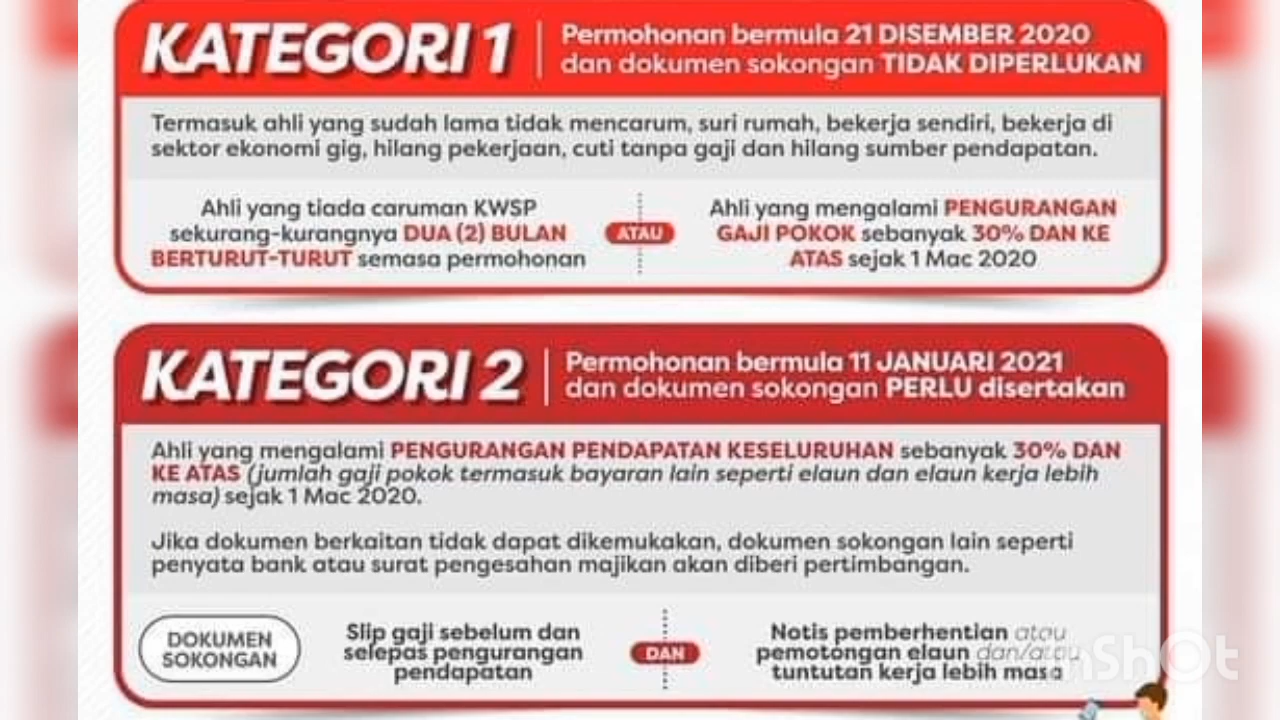 KATEGORI 1
Permohonan bermula 21 DISEMBER 2020
dan dokumen sokongan TIDAK DIPERLUKAN
Termasuk ahli yang sudah lama tidak mencarum, suri rumah, bekerja sendiri, bekerja di
sektor ekonomi gig, hilang pekerjaan, cuti tanpa gaji dan hilang sumber pendapatan.
Ahli yang tiada caruman KWSP
sekurang-kurangnya DUA (2) BULAN
BERTURUT-TURUT semasa permohonan
ATAU
Ahli yang mengalami PENGURANGAN
GAJI POKOK sebanyak 30% DAN KE
ATAS sejak 1 Mac 2020
KATEGORI 2
Permohonan bermula 11 JANUARI 2021
dan dokumen sokongan PERLU disertakan
Ahli yang mengalami PENGURANGAN PENDAPATAN KESELURUHAN sebanyak 30% DAN
KE ATAS (jumlah gaji pokok termasuk bayaran lain seperti elaun dan elaun kerja lebih
masa) sejak 1 Mac 2020.
Jika dokumen berkaitan tidak dapat dikemukakan, dokumen sokongan lain seperti
penyata bank atau surat pengesahan majikan akan diberi pertimbangan.
DOKUMEN
SOKONGAN
Slip gaji sebelum dan
selepas pengurangan
pendapatan
DAN
Notis pemberhentian atau
pemotongan elaun dan/atau
tuntutan kerja lebih masa
InShOt